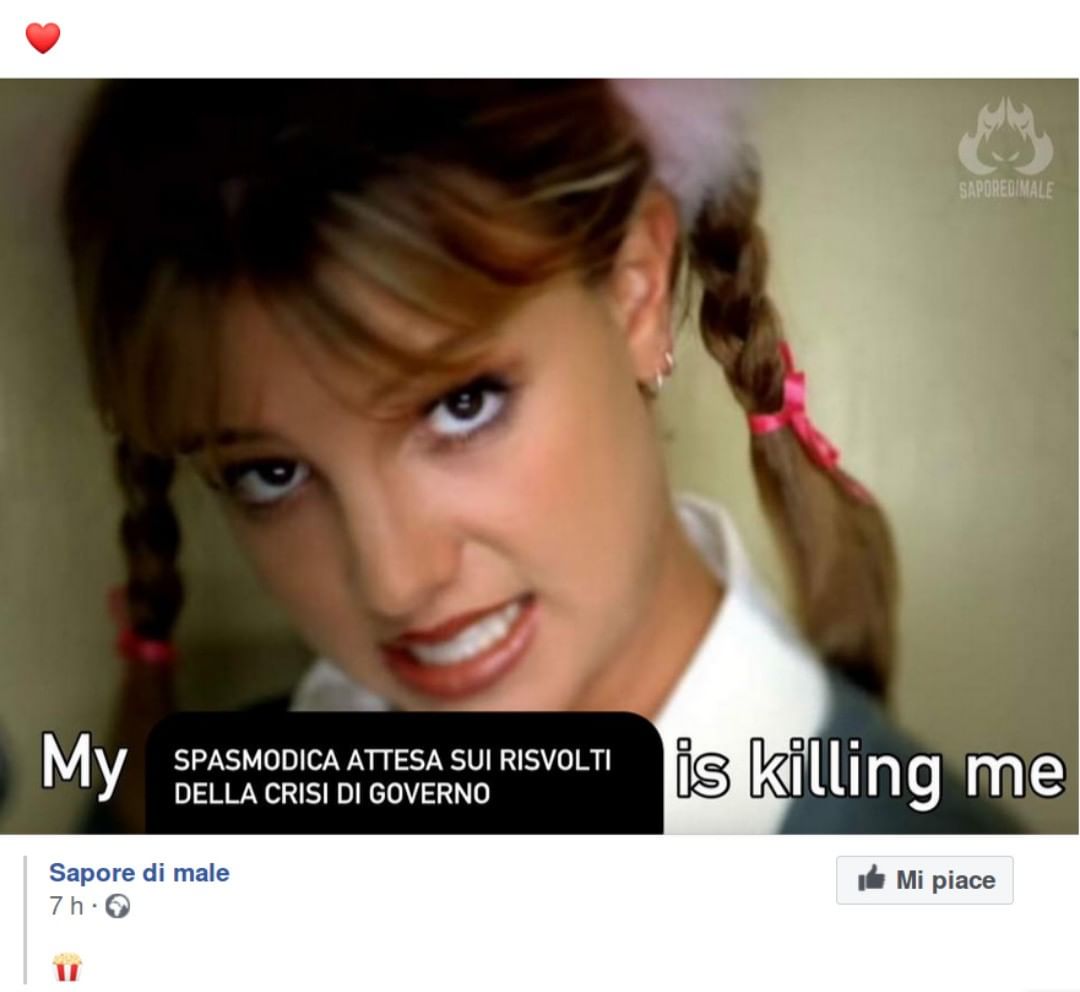 SAPOREDIMALE
My SPASMODICA ATTESA SUI RISVOLTI
DELLA CRISI DI GOVERNO is killing me
Sapore di male
Mi piace
7 h ·